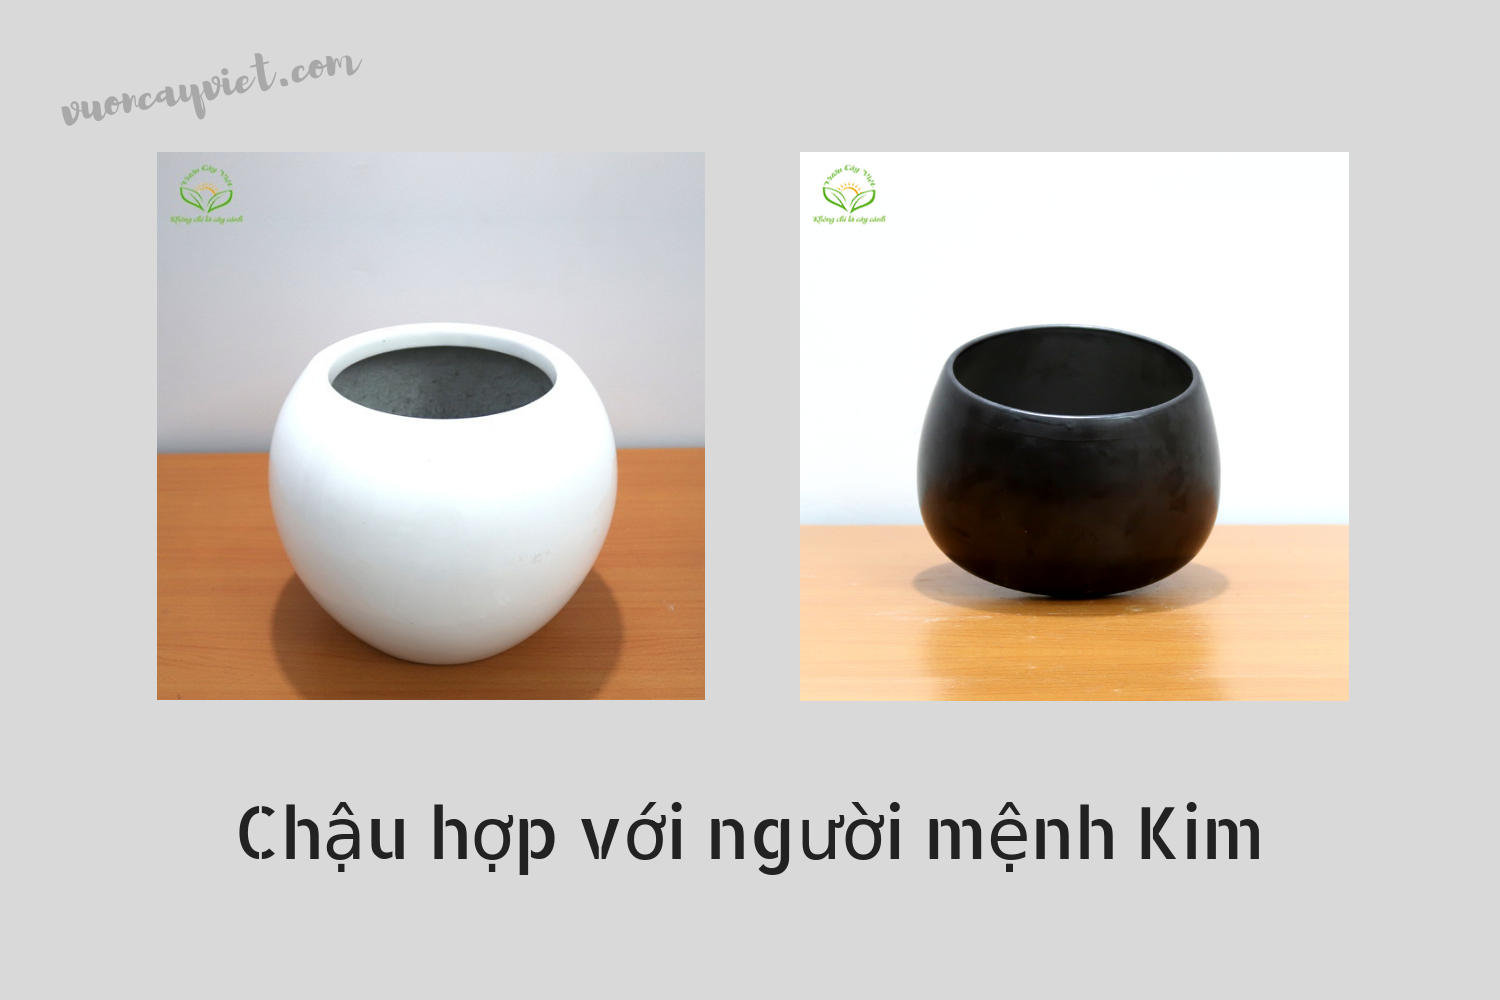 vuoncayviet.com
Vườn Cây Việt
Không chỉ là cây cảnh
Vườn Cây Việt
Không chỉ là cây cảnh
Chậu hợp với người mệnh Kim